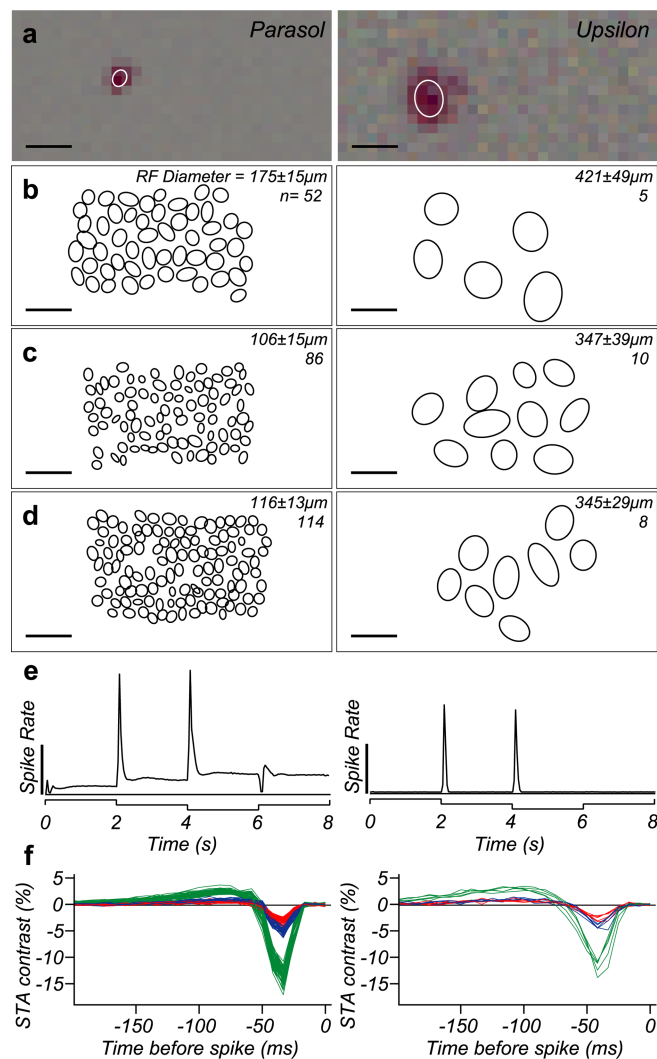 a
Parasol
Upsilon
b
RF Diameter = 175±15µm
n= 52
421±49µm
5
c
106±15µm
86
347±39µm
10
d
116±13µm
114
345±29µm
8
e
Spike Rate
0 2 4 6 8
Time (s)
Spike Rate
0 2 4 6 8
Time (s)
f
STA contrast (%)
5
0
-5
-10
-15
-150 -100 -50 0
Time before spike (ms)
STA contrast (%)
5
0
-5
-10
-15
-150 -100 -50 0
Time before spike (ms)